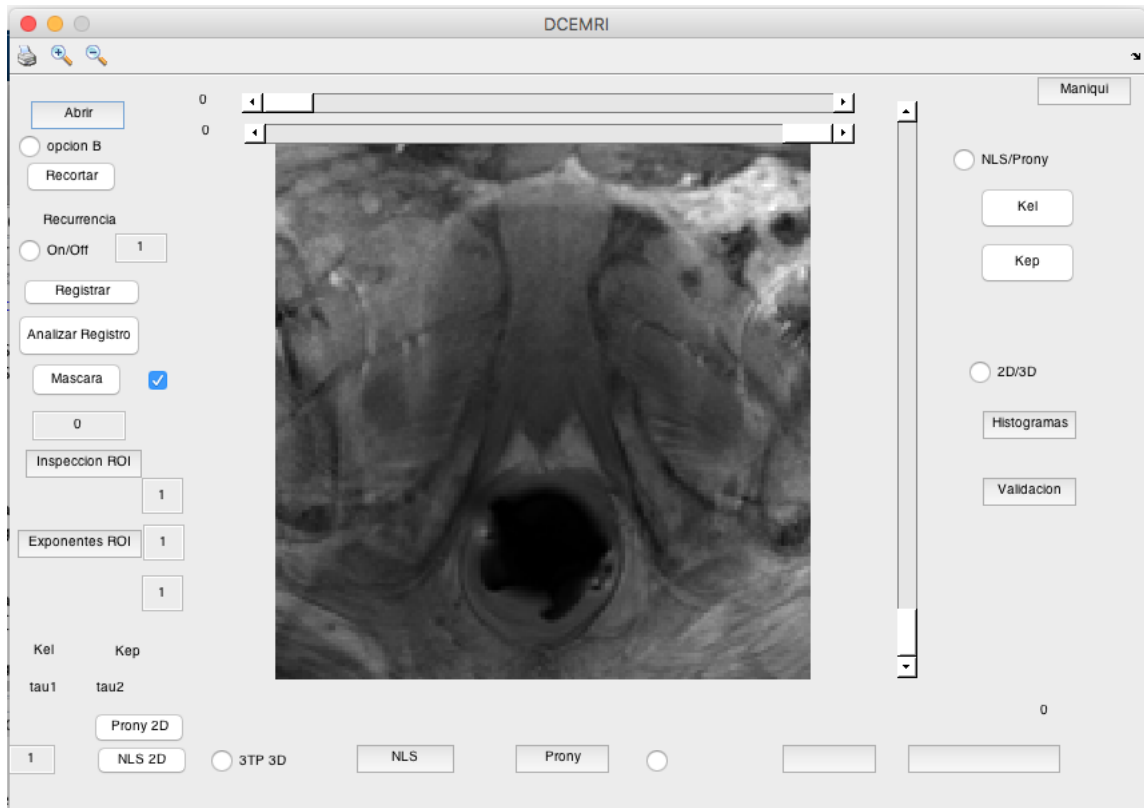 DCEMRI
Maniqui
0
Abrir
0
opcion B
Recortar
NLS/Prony
Kel
Recurrencia
On/Off
1
Kep
Registrar
Analizar Registro
Mascara
2D/3D
0
Histogramas
Inspeccion ROI
1
Validacion
Exponentes ROI
1
1
Kel
Kep
tau1
tau2
0
Prony 2D
1
NLS 2D
3TP 3D
NLS
Prony